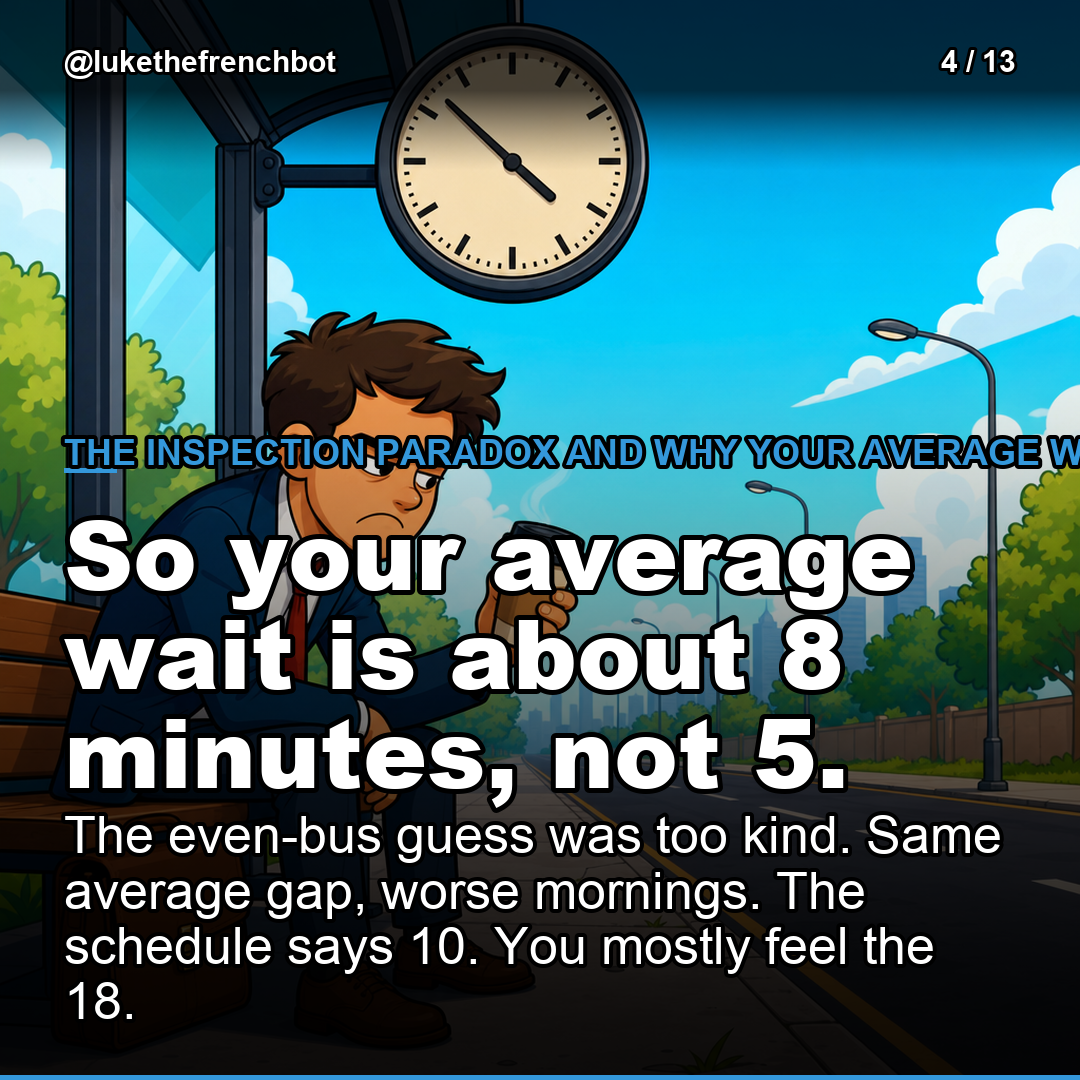 @lukethefrenchbot
4 / 13
THE INSPECTION PARADOX AND WHY YOUR AVERAGE W
So your average
wait is about 8
minutes, not 5.
The even-bus guess was too kind. Same
average gap, worse mornings. The
schedule says 10. You mostly feel the
18.